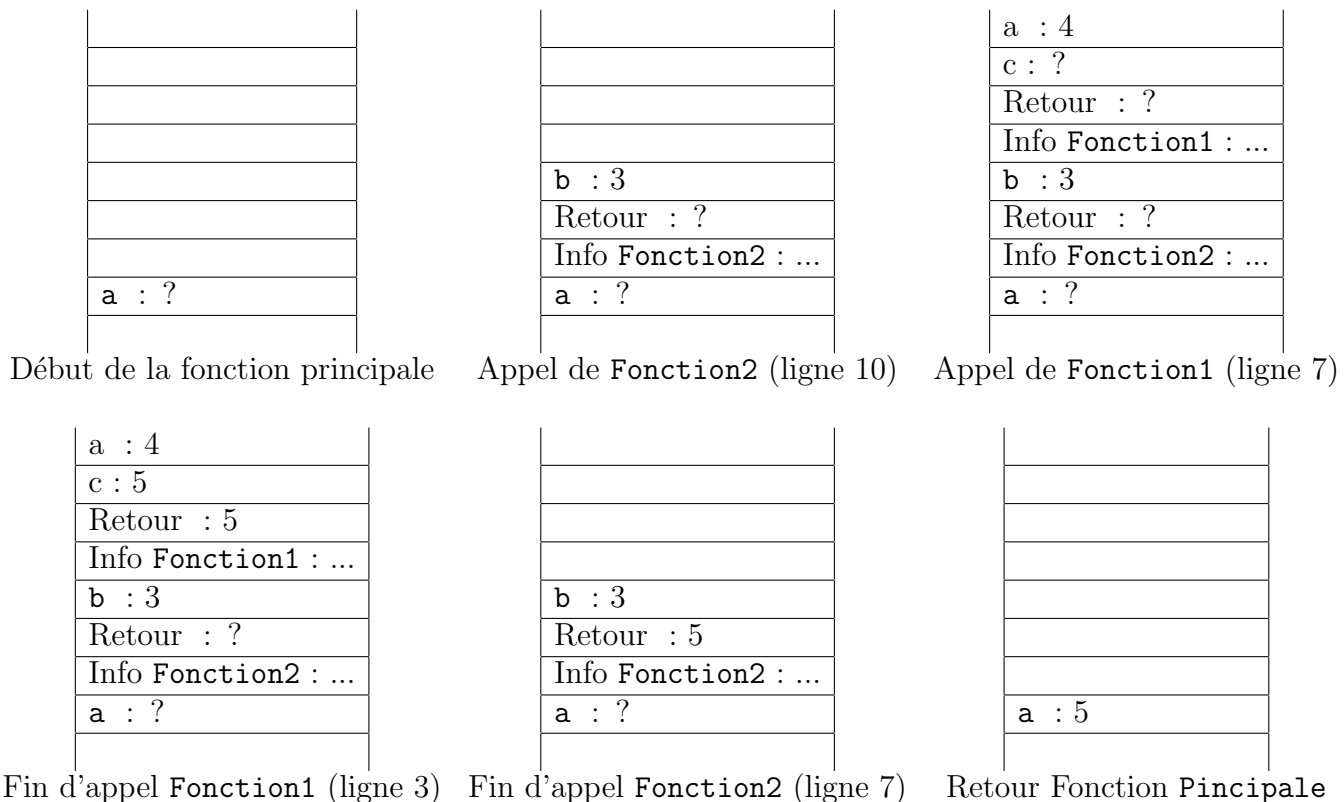 a : ?
Début de la fonction principale
b : 3
Retour : ?
Info Fonction2 : ...
a : ?
Appel de Fonction2 (ligne 10)
a : 4
c : ?
Retour : ?
Info Fonction1 : ...
b : 3
Retour : ?
Info Fonction2 : ...
a : ?
Appel de Fonction1 (ligne 7)
a : 4
c : 5
Retour : 5
Info Fonction1 : ...
b : 3
Retour : ?
Info Fonction2 : ...
a : ?
Fin d'appel Fonction1 (ligne 3)
b : 3
Retour : 5
Info Fonction2 : ...
a : ?
Fin d'appel Fonction2 (ligne 7)
a : 5
Retour Fonction Pincipale